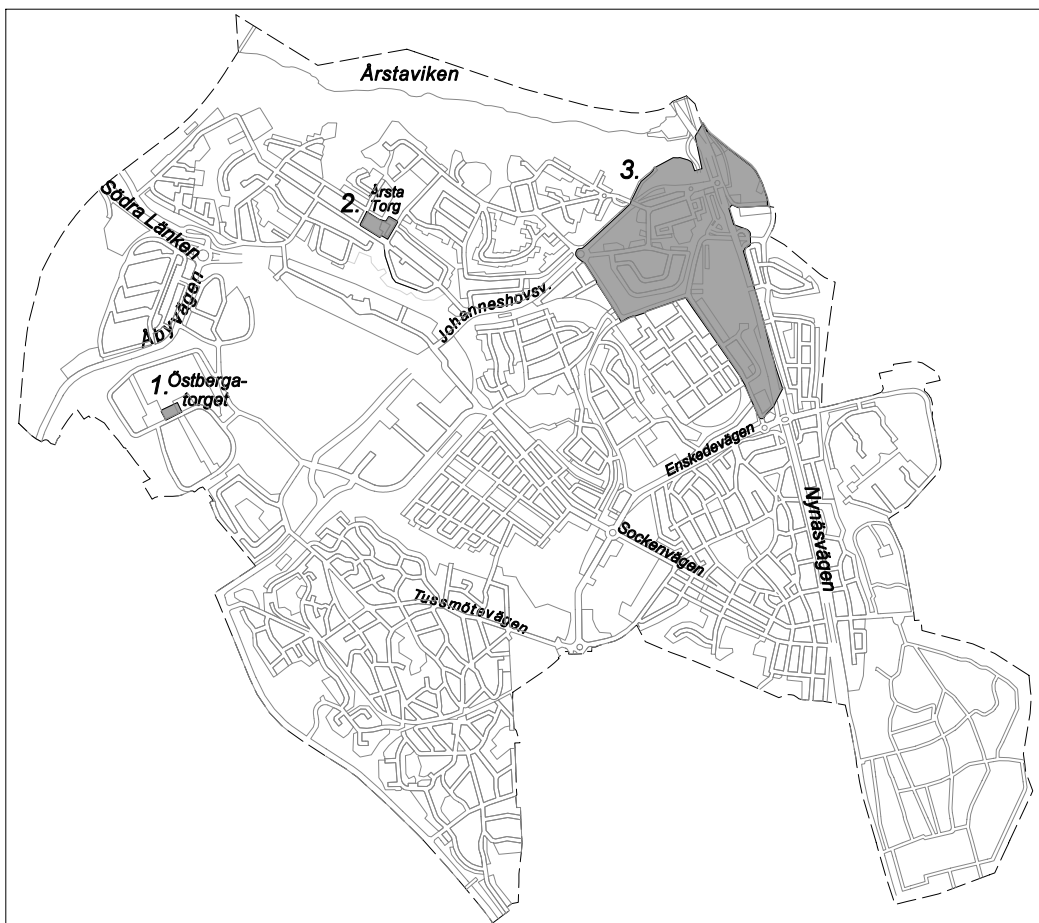 Årstaviken
3.
2. Årsta
Torg
Södra Länken
Åbyvägen
Johanneshovsv.
1. Östberga-
torget
Enskedevägen
Nynäsvägen
Sockenvägen
Tussmötevägen